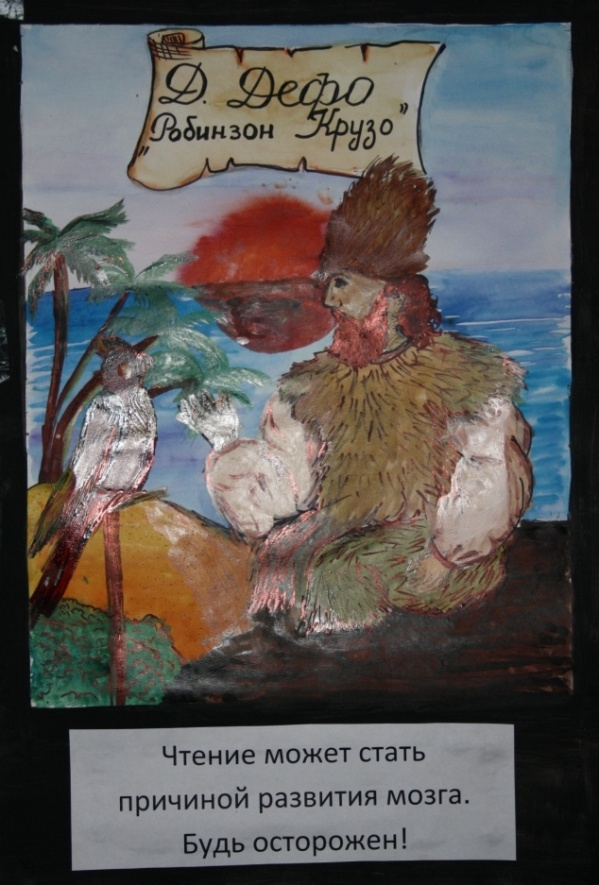 Д. Дефо
"Робинзон Крузо"
Чтение может стать
причиной развития мозга.
Будь осторожен!